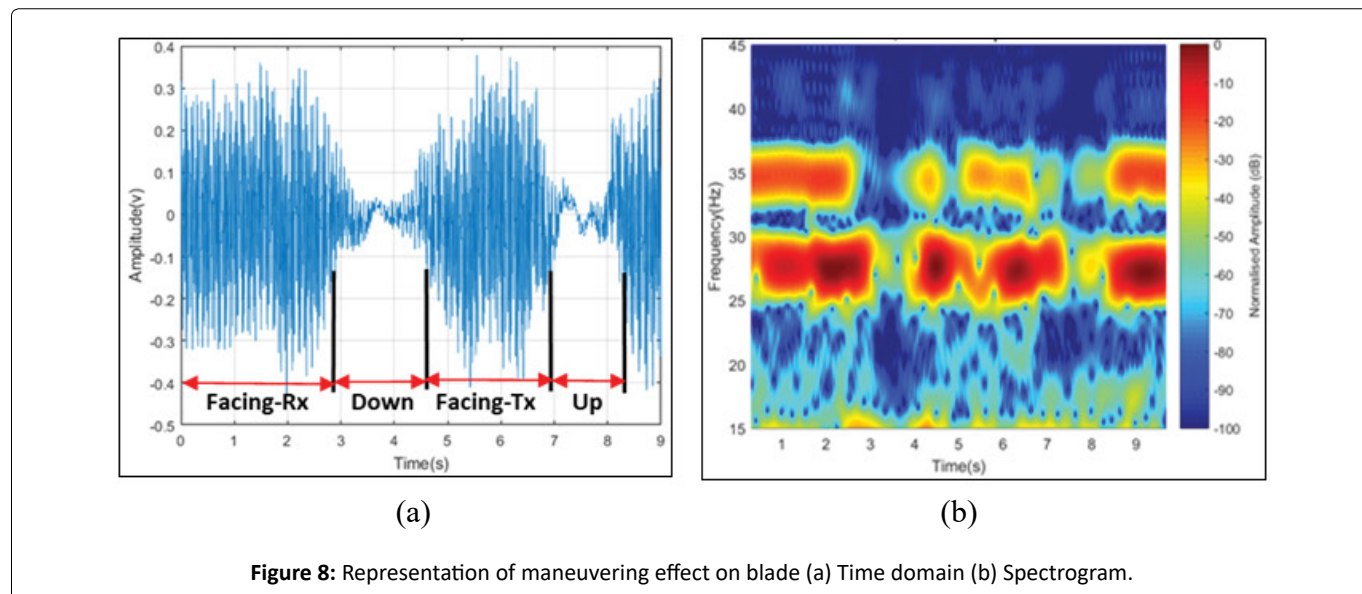 0.4
0.3
0.2
0.1
0
-0.1
-0.2
-0.3
-0.4
-0.5
Amplitude(v)
Facing-Rx Down Facing-Tx Up
0 1 2 3 4 5 6 7 8 9
Time(s)
(a)
45
40
35
30
25
20
15
Frequency(Hz)
1 2 3 4 5 6 7 8 9
Time(s)
0
-10
-20
-30
-40
-50
-60
-70
-80
-90
-100
Normalised Amplitude (dB)
(b)
Figure 8: Representation of maneuvering effect on blade (a) Time domain (b) Spectrogram.